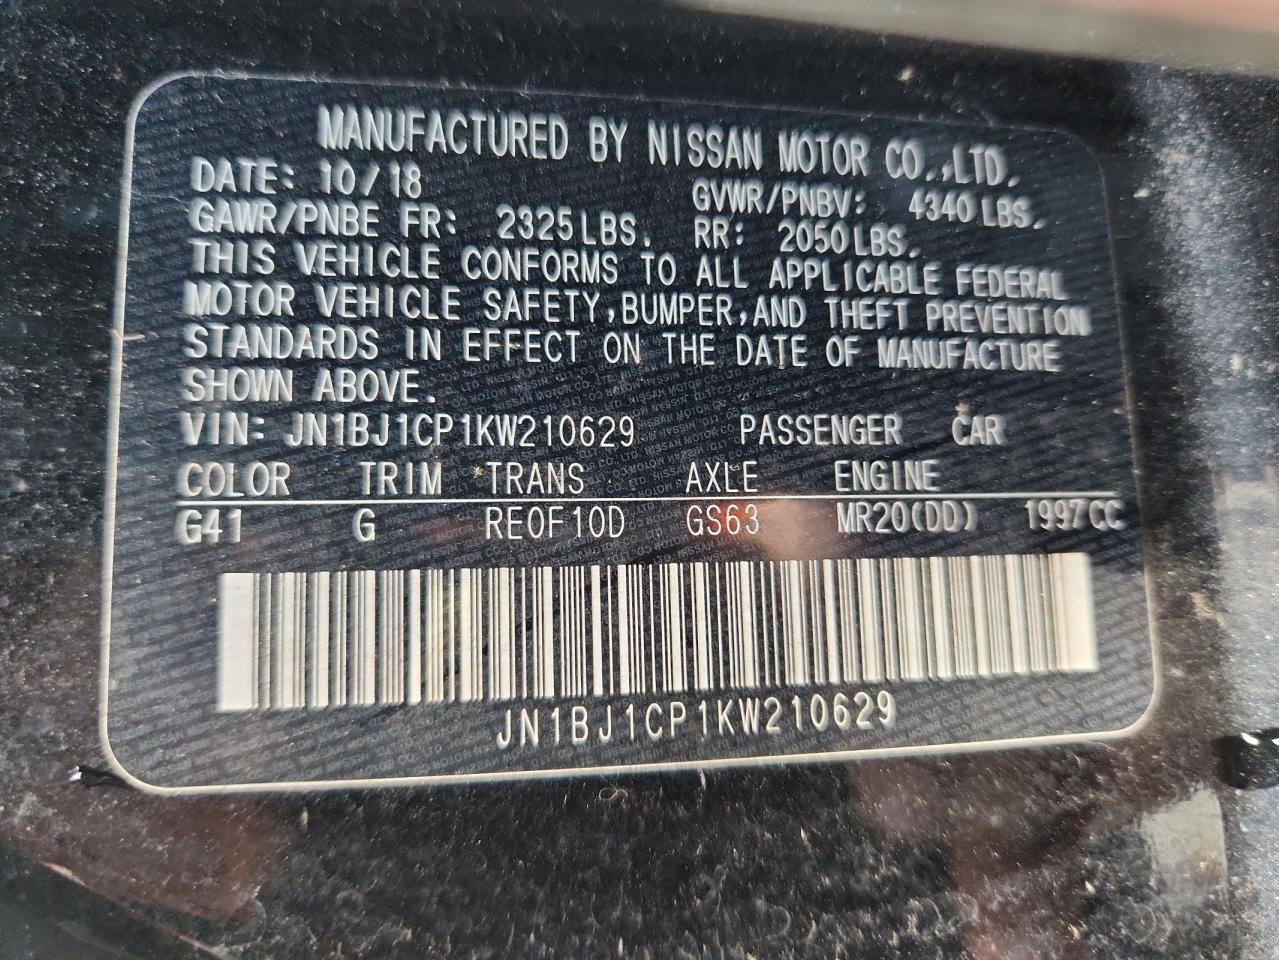 MANUFACTURED BY NISSAN MOTOR CO.,LTD.
DATE: 10/18 GVWR/PNBV: 4340 LBS.
GAWR/PNBE FR: 2325 LBS. RR: 2050 LBS.
THIS VEHICLE CONFORMS TO ALL APPLICABLE FEDERAL
MOTOR VEHICLE SAFETY,BUMPER,AND THEFT PREVENTION
STANDARDS IN EFFECT ON THE DATE OF MANUFACTURE
SHOWN ABOVE.
VIN: JN1BJ1CP1KW210629 PASSENGER CAR
COLOR TRIM TRANS AXLE ENGINE
G41 G RE0F10D GS63 MR20(DD) 1997CC
JN1BJ1CP1KW210629